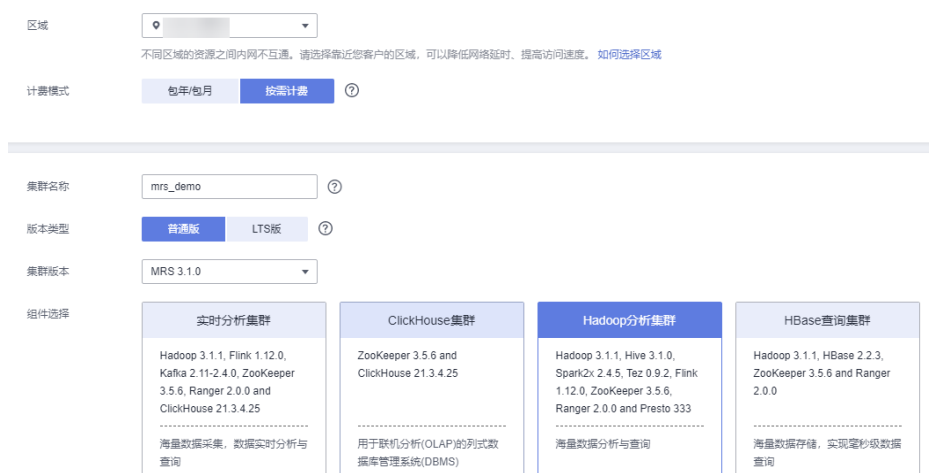 区域
不同区域的资源之间内网不互通。请选择靠近您客户的区域，可以降低网络延时、提高访问速度。 如何选择区域
计费模式 包年/包月 按需计费 ?
集群名称 mrs_demo ?
版本类型 普通版 LTS版 ?
集群版本 MRS 3.1.0
组件选择
实时分析集群
Hadoop 3.1.1, Flink 1.12.0,
Kafka 2.11-2.4.0, ZooKeeper
3.5.6, Ranger 2.0.0 and
ClickHouse 21.3.4.25
海量数据采集，数据实时分析与
查询
ClickHouse集群
ZooKeeper 3.5.6 and
ClickHouse 21.3.4.25
用于联机分析(OLAP)的列式数
据库管理系统(DBMS)
Hadoop分析集群
Hadoop 3.1.1, Hive 3.1.0,
Spark2x 2.4.5, Tez 0.9.2, Flink
1.12.0, ZooKeeper 3.5.6,
Ranger 2.0.0 and Presto 333
海量数据分析与查询
HBase查询集群
Hadoop 3.1.1, HBase 2.2.3,
ZooKeeper 3.5.6 and Ranger
2.0.0
海量数据存储，实现毫秒级数据
查询